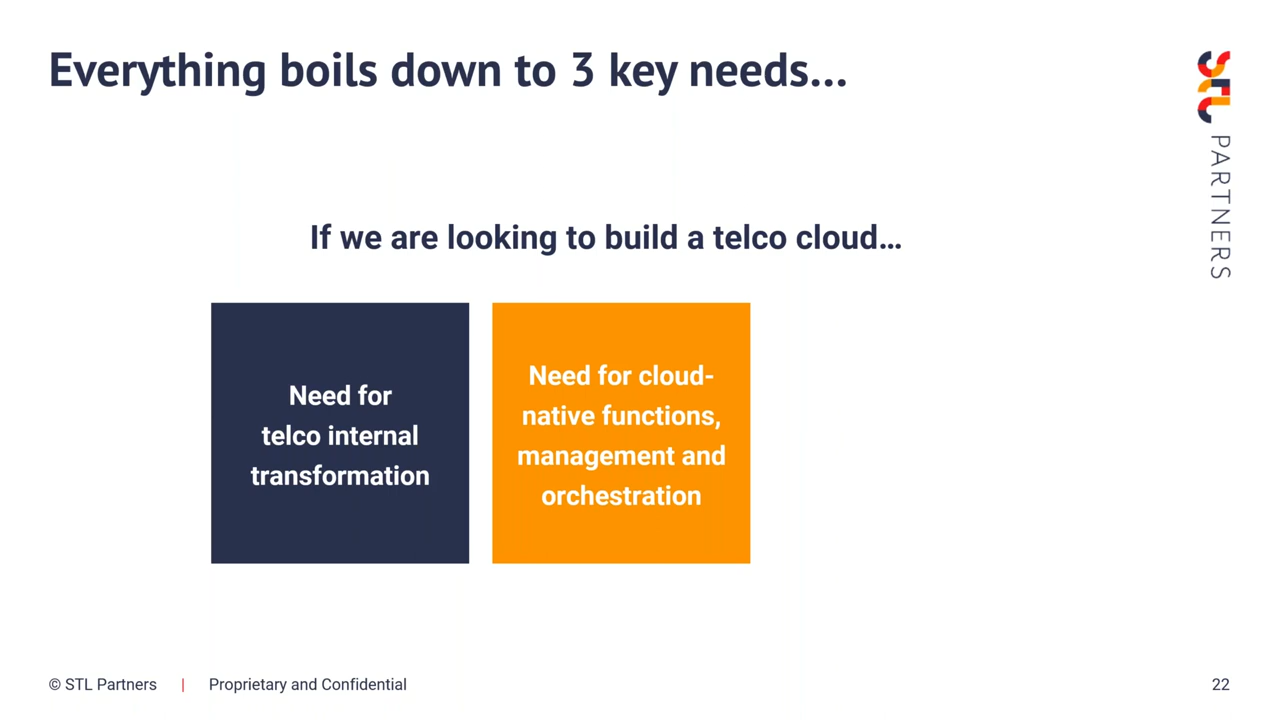 Everything boils down to 3 key needs...
STL
PARTNERS
If we are looking to build a telco cloud...
Need for
telco internal
transformation
Need for cloud-
native functions,
management and
orchestration
© STL Partners | Proprietary and Confidential
22